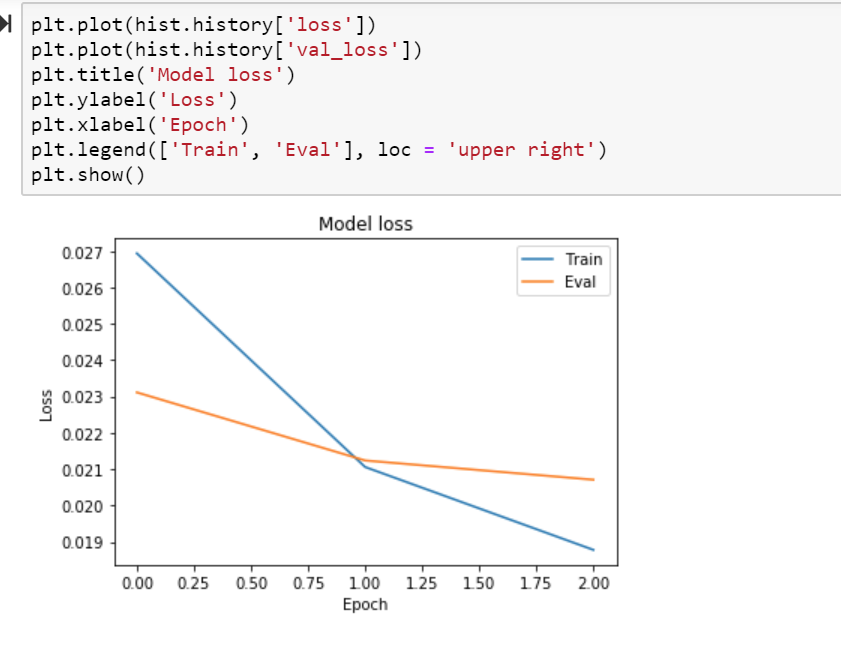 plt.plot(hist.history['loss'])
plt.plot(hist.history['val_loss'])
plt.title('Model loss')
plt.ylabel('Loss')
plt.xlabel('Epoch')
plt.legend(['Train', 'Eval'], loc = 'upper right')
plt.show()
Model loss
Train
Eval
0.027
0.026
0.025
0.024
0.023
0.022
0.021
0.020
0.019
Loss
0.00 0.25 0.50 0.75 1.00 1.25 1.50 1.75 2.00
Epoch